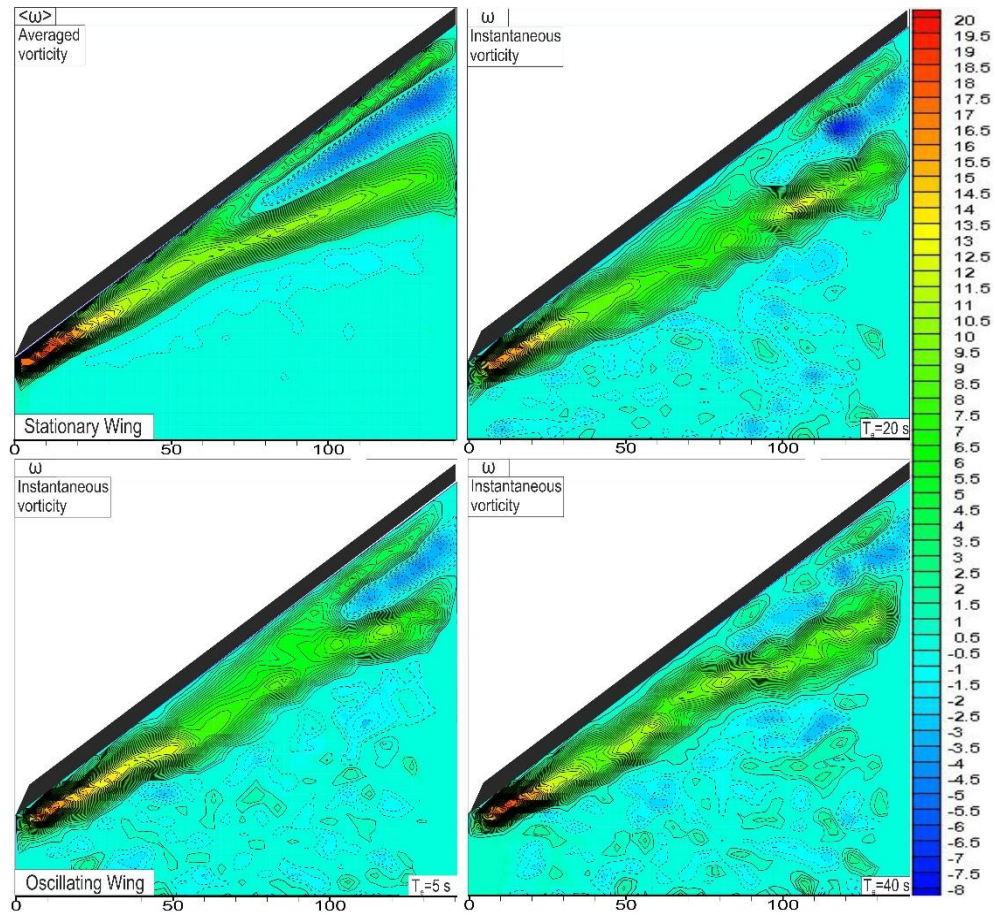 <ω>
Averaged
vorticity
Stationary Wing
0 50 100
ω
Instantaneous
vorticity
Tₐ=20 s
0 50 100
ω
Instantaneous
vorticity
Oscillating Wing
Tₐ=5 s
0 50 100
ω
Instantaneous
vorticity
Tₐ=40 s
0 50 100
20
19.5
19
18.5
17.5
16.5
16
15.5
15
14.5
14
13.5
13
12.5
12
11.5
11
10.5
10
9.5
9
8.5
8
7.5
7
6.5
6
5.5
5
4.5
4
3.5
3
2.5
2
1.5
1
0.5
-0.5
-1
-1.5
-2
-2.5
-3
-3.5
-4
-4.5
-5
-5.5
-6
-6.5
-7
-7.5
-8